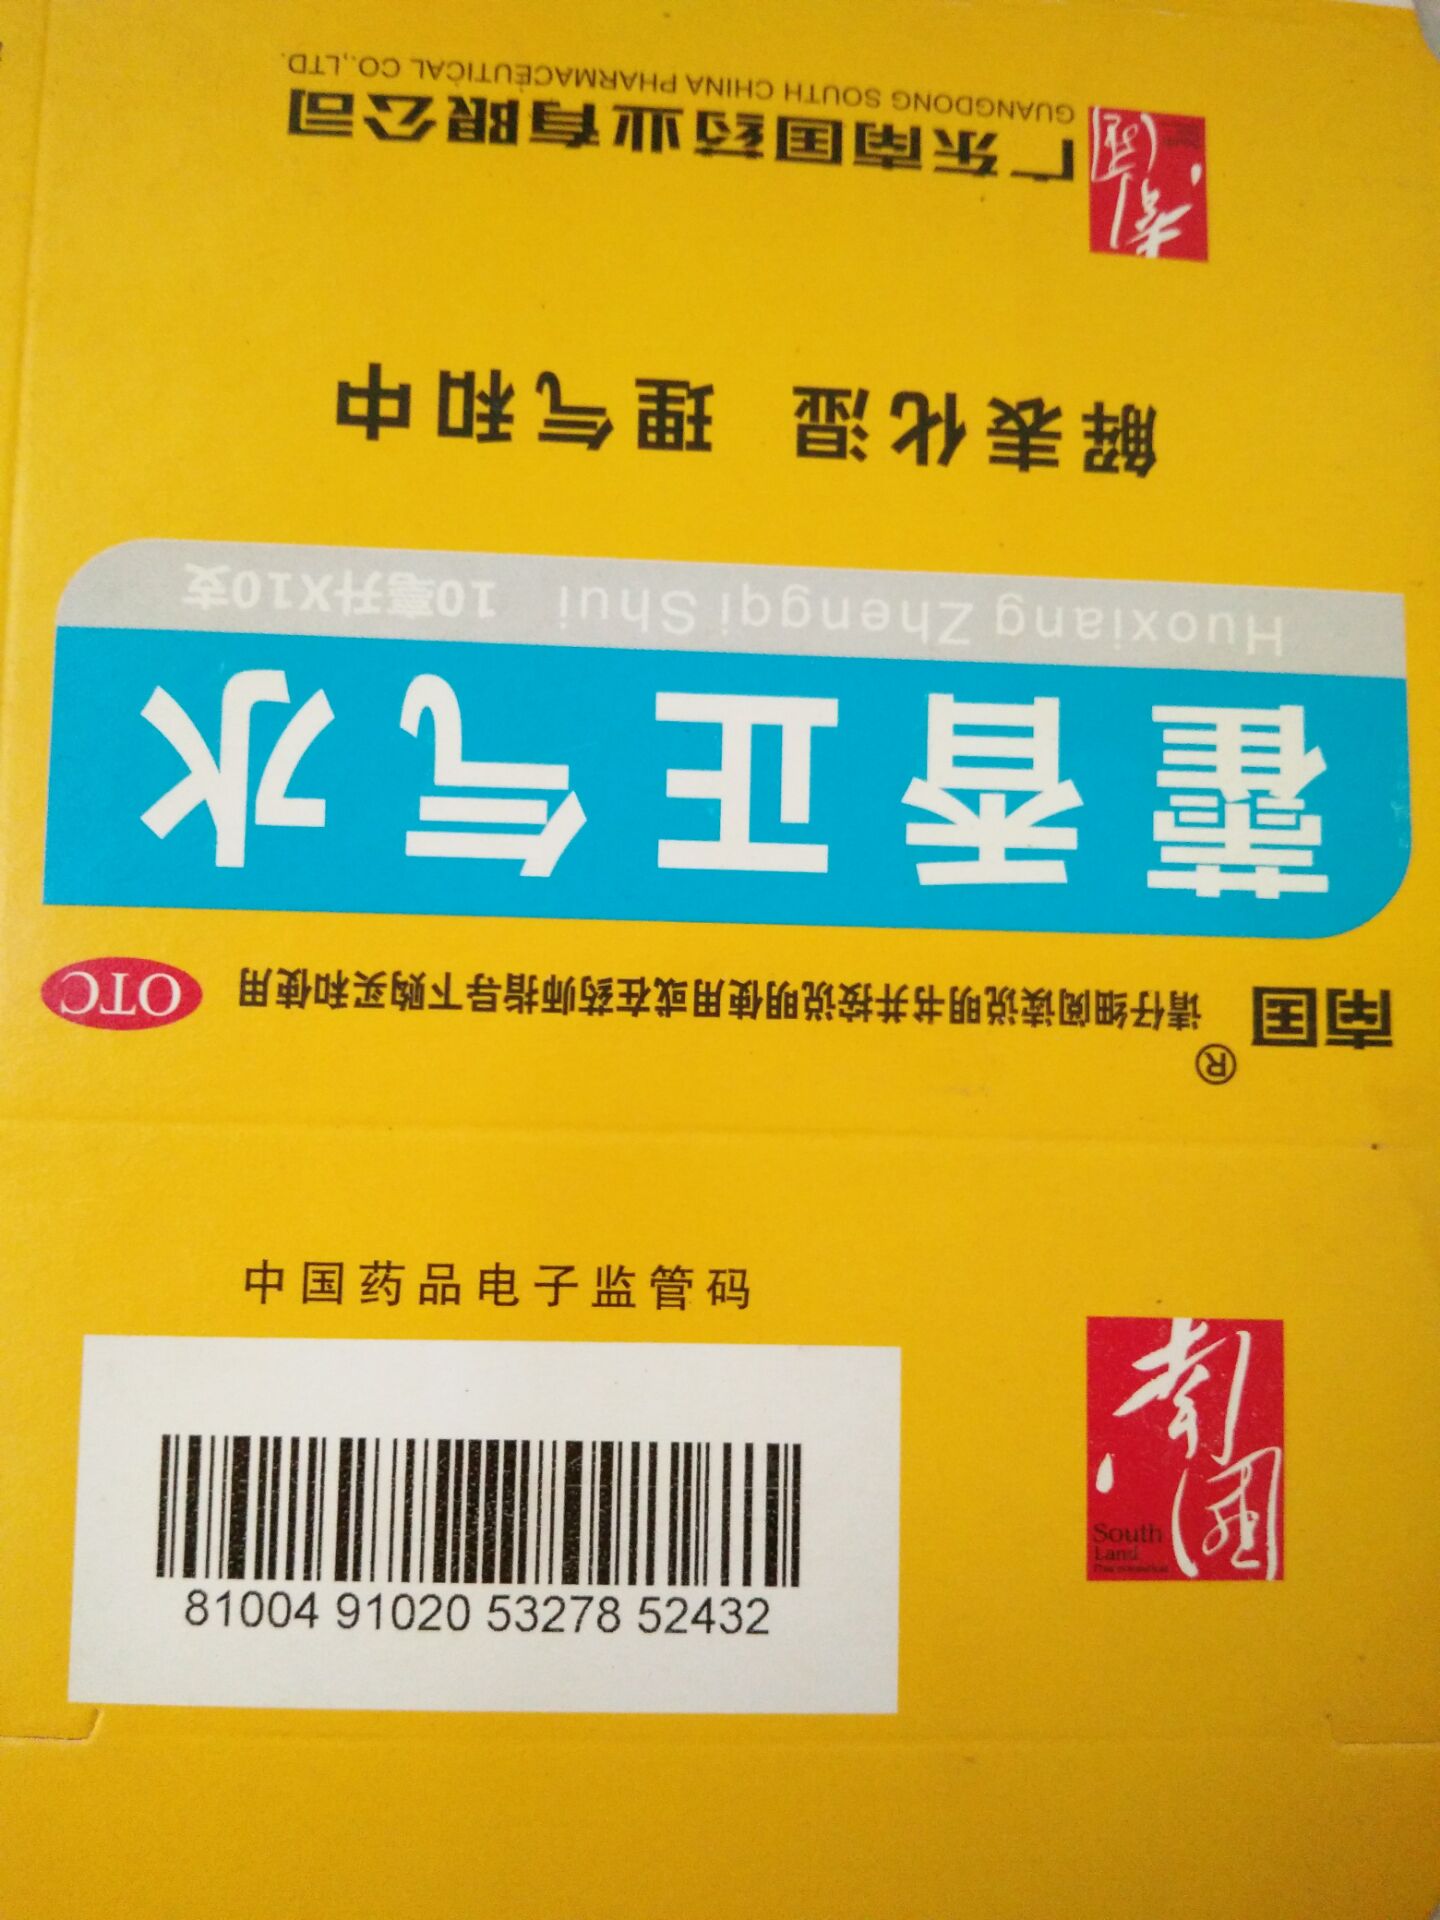 南国®
请仔细阅读说明书并按说明使用或在药师指导下购买和使用
OTC
藿香正气水
Huoxiang Zhengqi Shui 10毫升X10支
解表化湿 理气和中
南国
广东南国药业有限公司
GUANGDONG SOUTH CHINA PHARMACEUTICAL CO.,LTD.
中国药品电子监管码
81004 91020 53278 52432
南国
South
Land